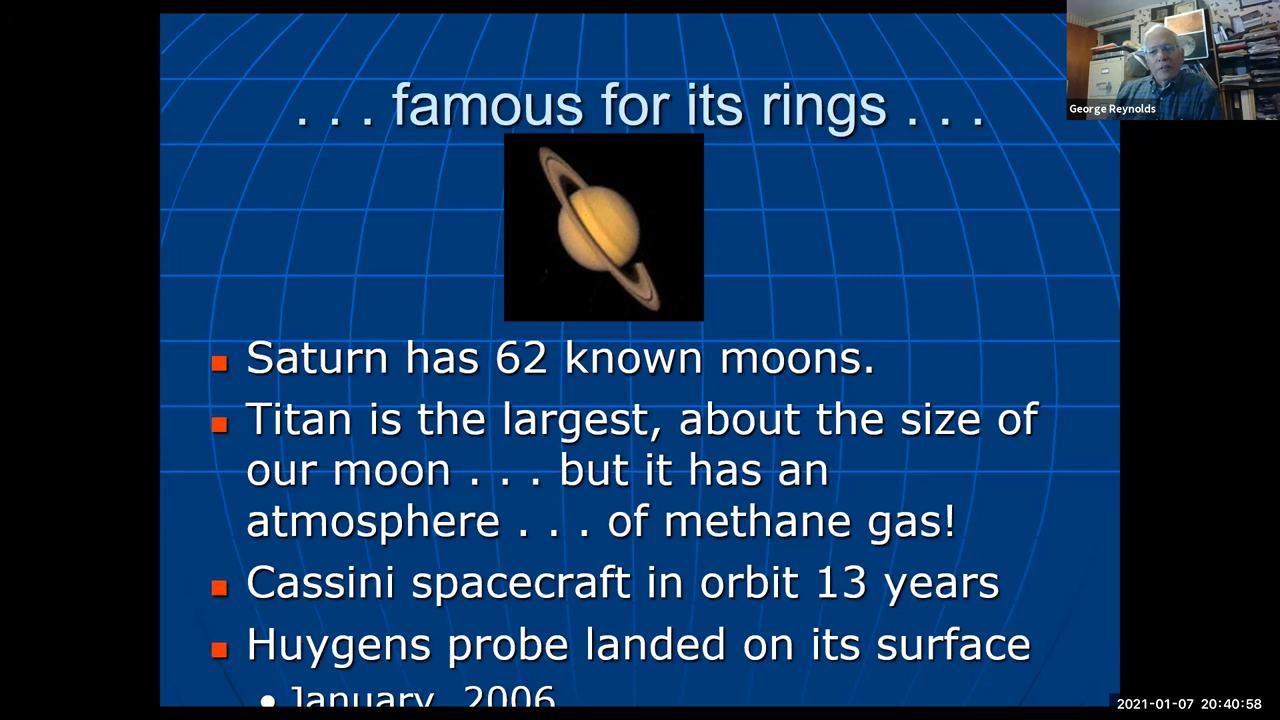 . . . famous for its rings . . .
George Reynolds
Saturn has 62 known moons.
Titan is the largest, about the size of
our moon . . . but it has an
atmosphere . . . of methane gas!
Cassini spacecraft in orbit 13 years
Huygens probe landed on its surface
January, 2006
2021-01-07 20:40:58